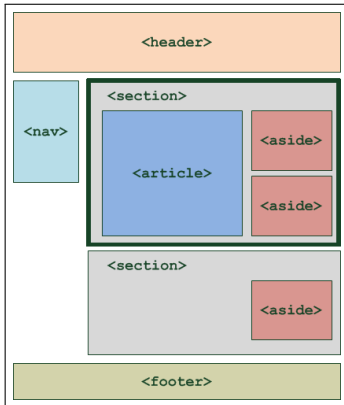 <header>
<section>
<nav>
<article>
<aside>
<aside>
<section>
<aside>
<footer>